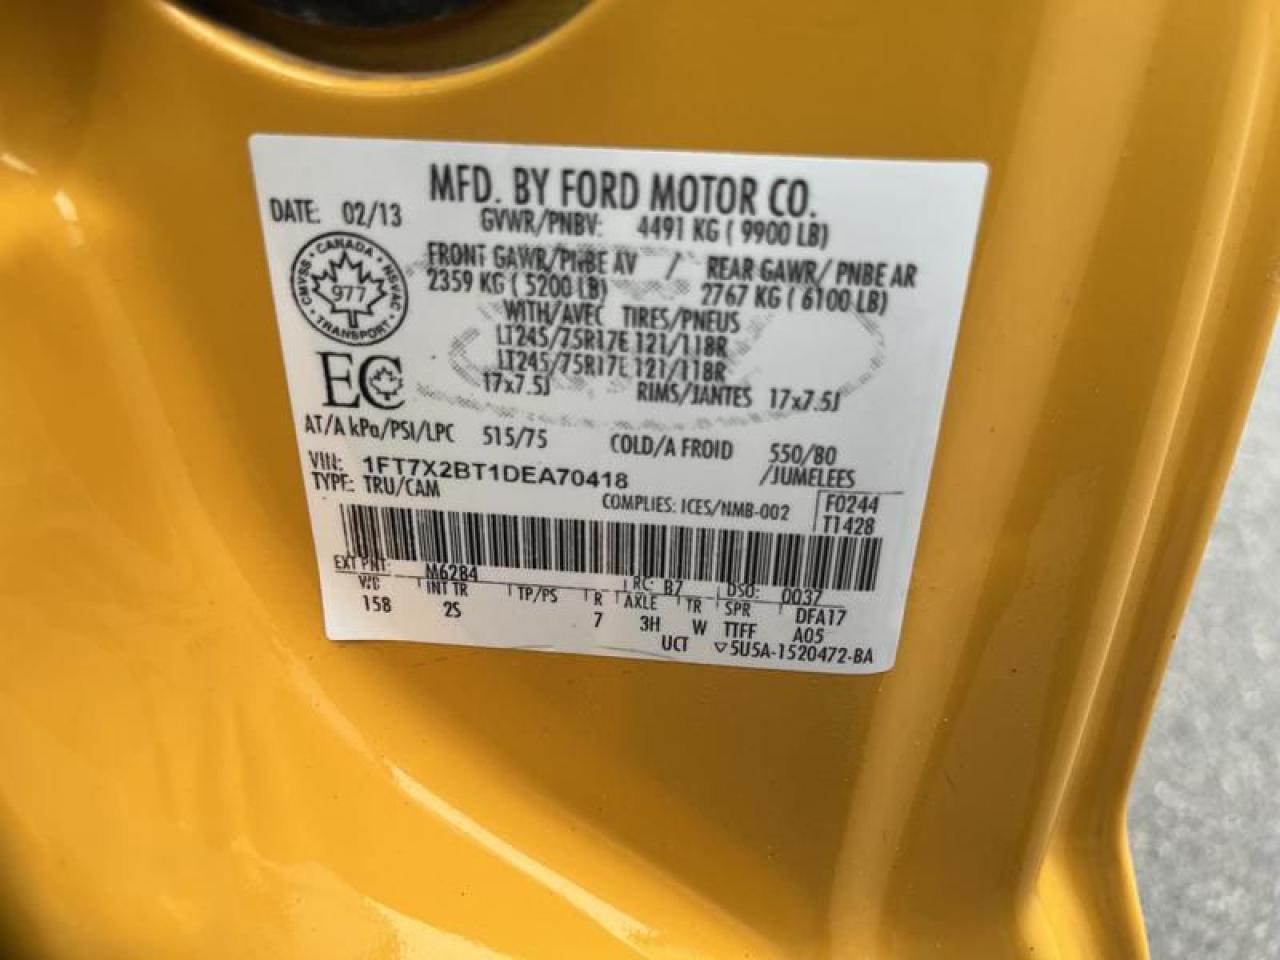 MFD. BY FORD MOTOR CO.
DATE: 02/13
GVWR/PNBV: 4491 KG ( 9900 LB)
FRONT GAWR/PNBE AV / REAR GAWR/ PNBE AR
2359 KG ( 5200 LB) 2767 KG ( 6100 LB)
WITH/AVEC TIRES/PNEUS
LT245/75R17E 121/118R
LT245/75R17E 121/118R
17x7.5J RIMS/JANTES 17x7.5J
CANADA
CMVSS NSVAC
977
TRANSPORT
EC
AT/A kPa/PSI/LPC 515/75 COLD/A FROID 550/80
VIN: 1FT7X2BT1DEA70418 /JUMELEES
TYPE: TRU/CAM COMPLIES: ICES/NMB-002
F0244
T1428
EXT PNT: M6284 RC: B7 DSO: 0037
WB INT TR TP/PS R AXLE TR SPR DFA17
158 2S 7 3H W TTFF A05
UCT ▽5U5A-1520472-BA